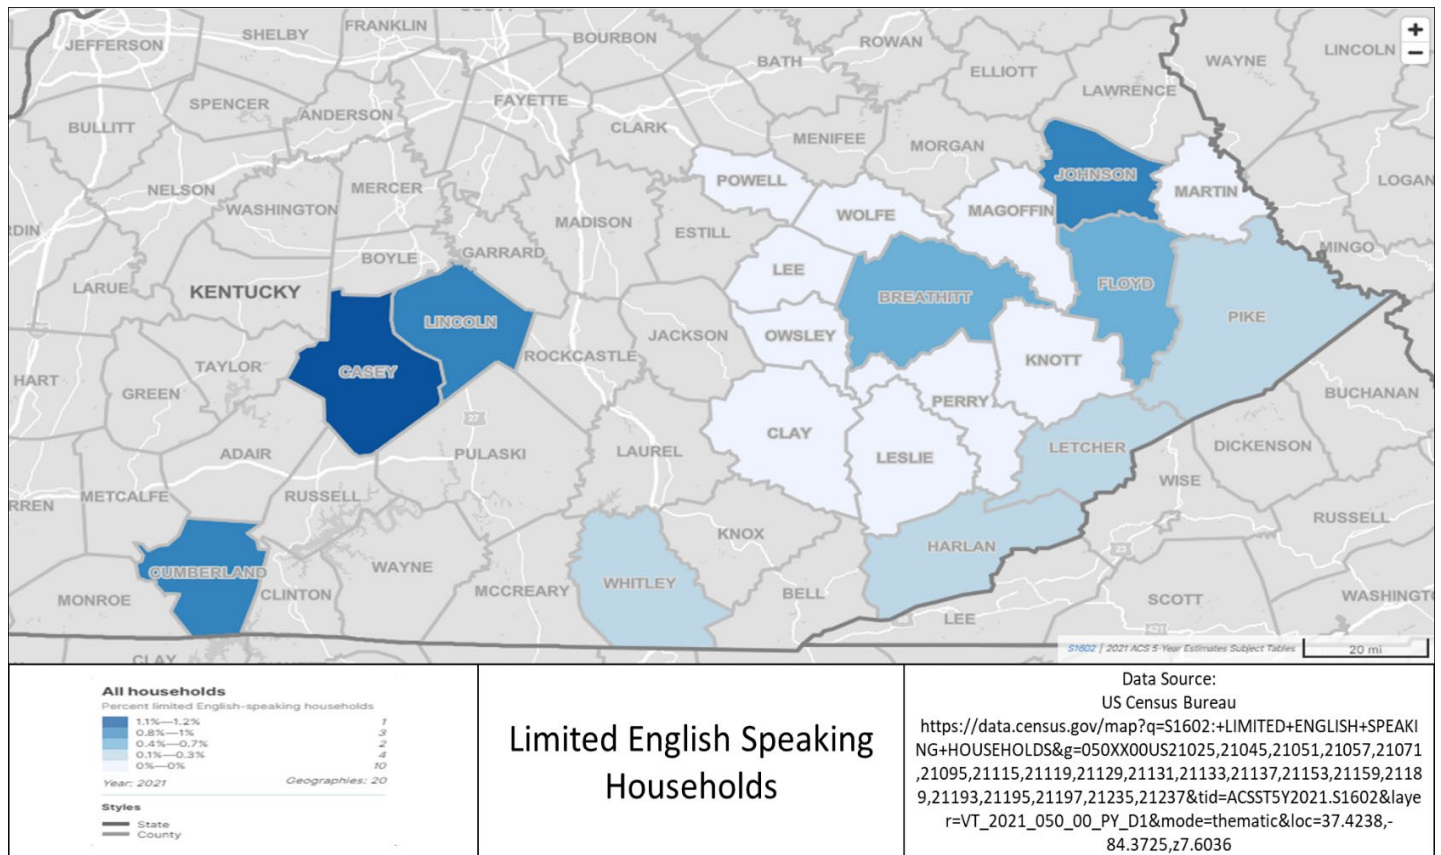 SHELBY
FRANKLIN
JEFFERSON
BOURBON
ROWAN
BATH
WAYNE
LINCOLN
ELLIOTT
LAWRENCE
SPENCER
ANDERSON
FAYETTE
CLARK
BULLITT
MENIFEE
MORGAN
NELSON
MERCER
POWELL
JOHNSON
MARTIN
LOGAN
WASHINGTON
MADISON
WOLFE
MAGOFFIN
RDIN
ESTILL
MINGO
BOYLE
GARRARD
LEE
LARUE
KENTUCKY
BREATHITT
FLOYD
PIKE
LINCOLN
JACKSON
OWSLEY
ROCKCASTLE
KNOTT
TAYLOR
CASEY
HART
GREEN
PERRY
BUCHANAN
27
CLAY
LETCHER
DICKENSON
ADAIR
PULASKI
LAUREL
LESLIE
WISE
METCALFE
RUSSELL
RREN
RUSSELL
KNOX
HARLAN
23
CUMBERLAND
WAYNE
WHITLEY
MONROE
CLINTON
MCCREARY
BELL
SCOTT
WASHINGT
LEE
421
CLAY
S1602 | 2021 ACS 5-Year Estimates Subject Tables
20 mi
+
−
All households
Percent limited English-speaking households
1.1%—1.2% 1
0.8%—1% 3
0.4%—0.7% 2
0.1%—0.3% 4
0%—0% 10
Year: 2021 Geographies: 20
Styles
State
County
Limited English Speaking
Households
Data Source:
US Census Bureau
https://data.census.gov/map?q=S1602:+LIMITED+ENGLISH+SPEAKI
NG+HOUSEHOLDS&g=050XX00US21025,21045,21051,21057,21071
,21095,21115,21119,21129,21131,21133,21137,21153,21159,2118
9,21193,21195,21197,21235,21237&tid=ACSST5Y2021.S1602&laye
r=VT_2021_050_00_PY_D1&mode=thematic&loc=37.4238,-
84.3725,z7.6036